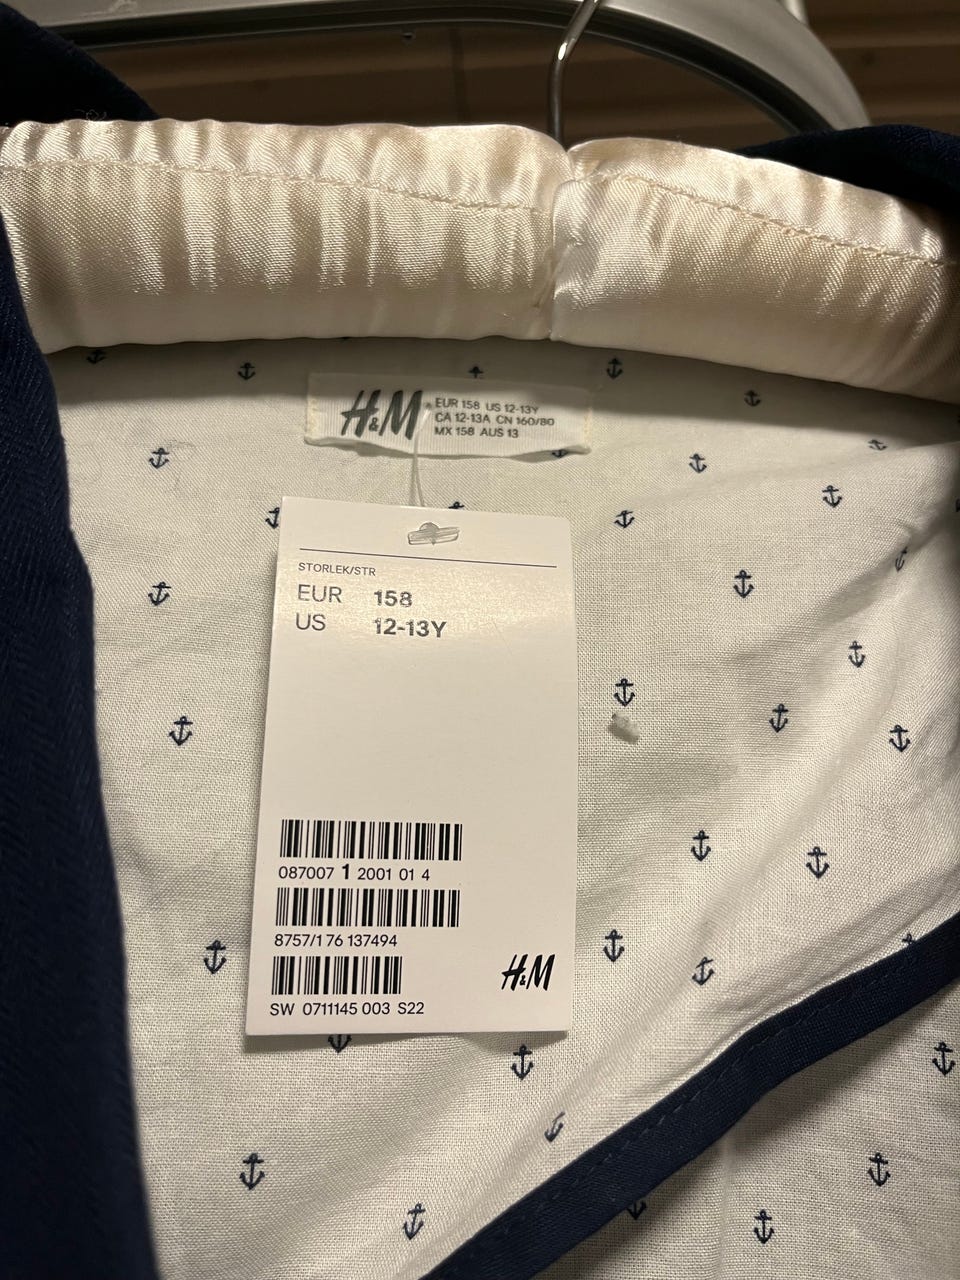 H&M
EUR 158 US 12-13Y
CA 12-13A CN 160/80
MX 158 AUS 13
STORLEK/STR
EUR 158
US 12-13Y
087007 1 2001 01 4
8757/1 76 137494
SW 0711145 003 S22
H&M